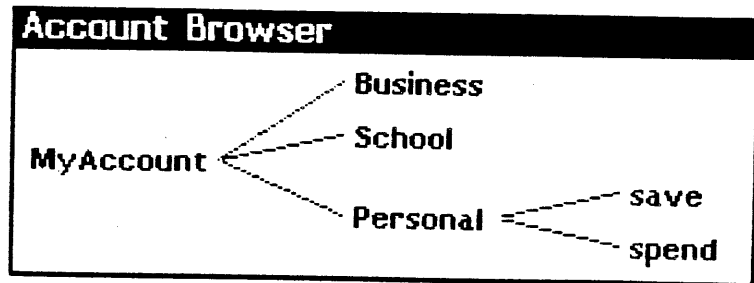 Account Browser
Business
School
MyAccount
Personal
save
spend